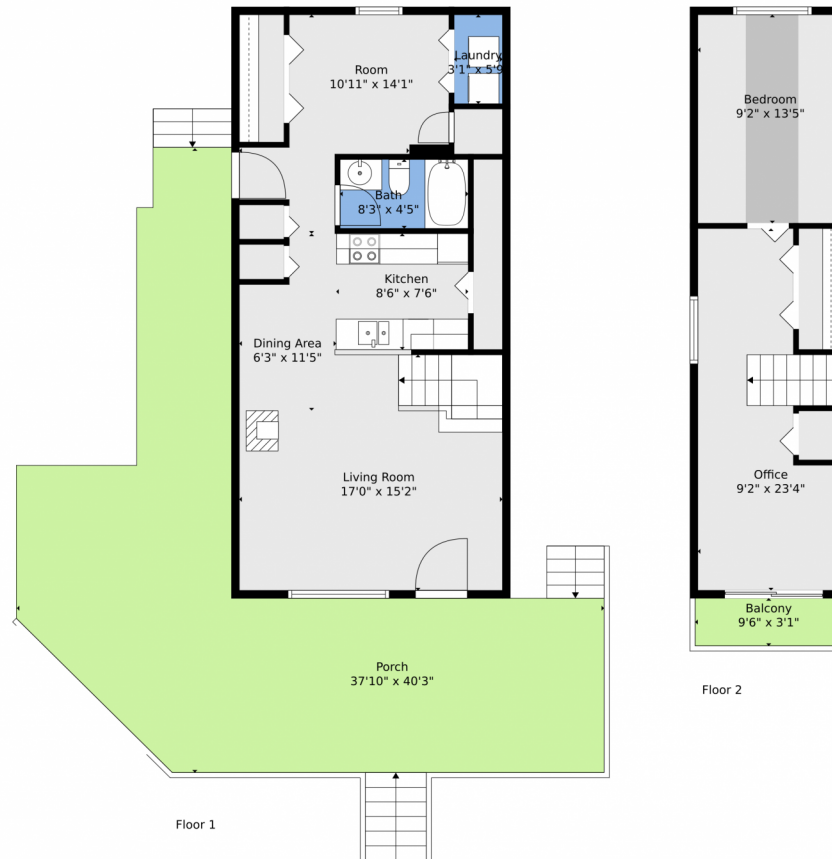 Room
10'11" x 14'1"
Laundry
3'1" x 5'9
Bath
8'3" x 4'5"
Kitchen
8'6" x 7'6"
Dining Area
6'3" x 11'5"
Living Room
17'0" x 15'2"
Porch
37'10" x 40'3"
Floor 1
Bedroom
9'2" x 13'5"
Office
9'2" x 23'4"
Balcony
9'6" x 3'1"
Floor 2